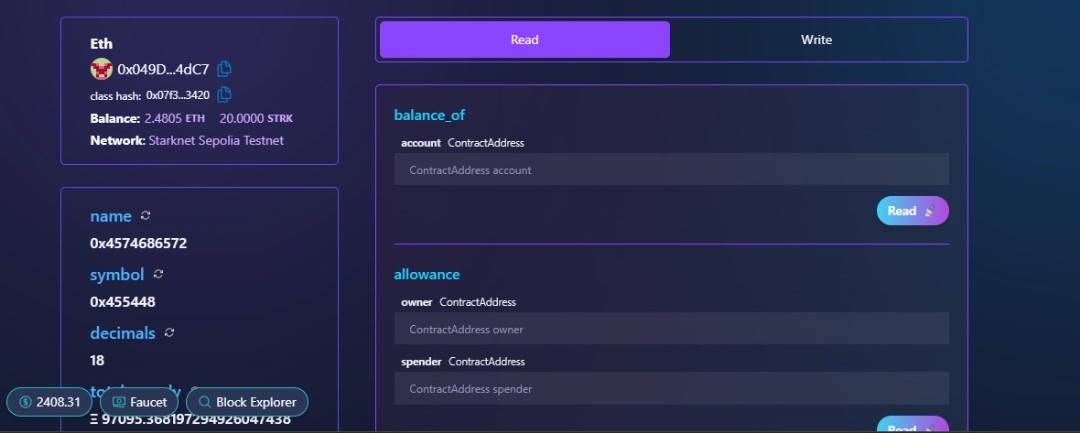 Eth
0x049D...4dC7
class hash: 0x07f3...3420
Balance: 2.4805 ETH 20.0000 STRK
Network: Starknet Sepolia Testnet
name
0x4574686572
symbol
0x455448
decimals
18
Ξ 97095.368197294926047438
2408.31
Faucet
Block Explorer
Read
Write
balance_of
account ContractAddress
ContractAddress account
Read
allowance
owner ContractAddress
ContractAddress owner
spender ContractAddress
ContractAddress spender
Read